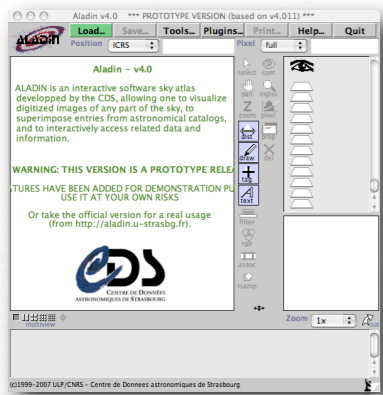 Aladin v4.0 *** PROTOTYPE VERSION (based on v4.011) ***
ALADIN Load... Save... Tools... Plugins... Print... Help... Quit
Position ICRS Pixel full
Aladin - v4.0
ALADIN is an interactive software sky atlas
developped by the CDS, allowing one to visualize
digitized images of any part of the sky, to
superimpose entries from astronomical catalogs,
and to interactively access related data and
information.
WARNING: THIS VERSION IS A PROTOTYPE RELEA
TURES HAVE BEEN ADDED FOR DEMONSTRATION PU
USE IT AT YOUR OWN RISKS
Or take the official version for a real usage
(from http://aladin.u-strasbg.fr).
CDS
CENTRE DE DONNÉES
ASTRONOMIQUES DE STRASBOURG
select cont
pan mglss
zoom pixel
dist prop
draw del
tag
text
filter
rgb
assoc
rsamp
multiview
Zoom 1x out
(c)1999-2007 ULP/CNRS - Centre de Donnees astronomiques de Strasbourg